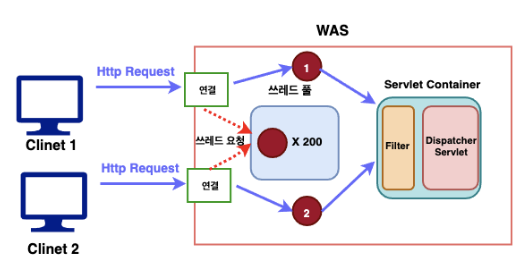 WAS
Http Request
연결
1
쓰레드 풀
Servlet Container
Clinet 1
쓰레드 요청
X 200
Filter
Dispatcher
Servlet
Http Request
연결
2
Clinet 2